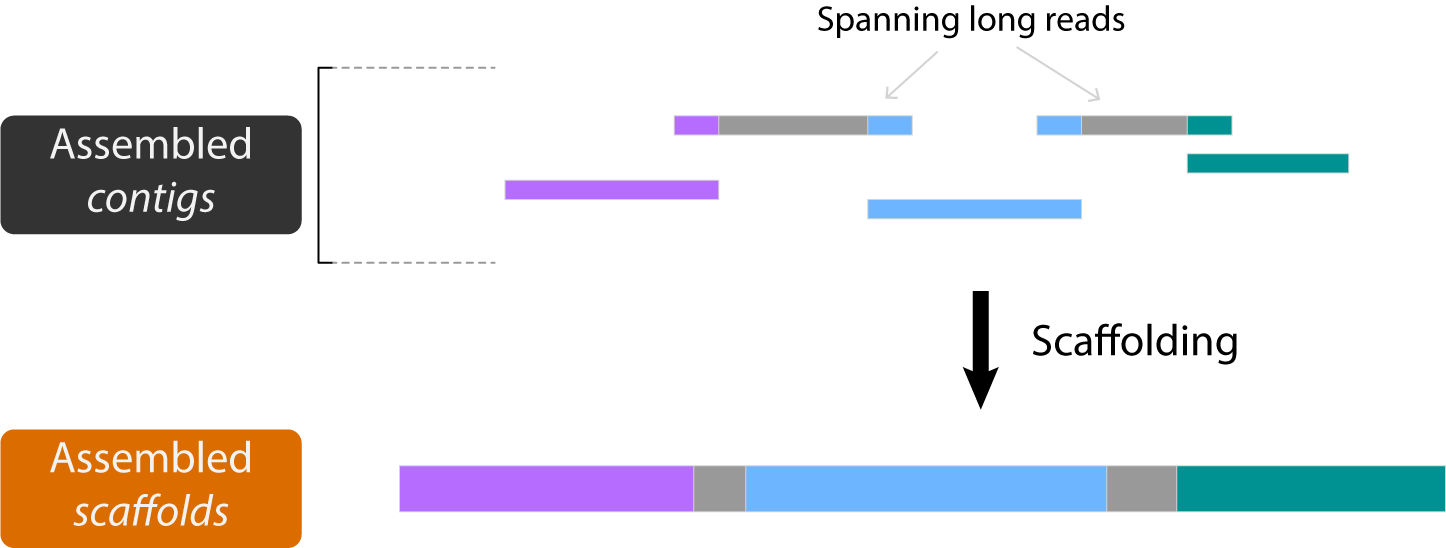 Spanning long reads
Assembled
contigs
Scaffolding
Assembled
scaffolds